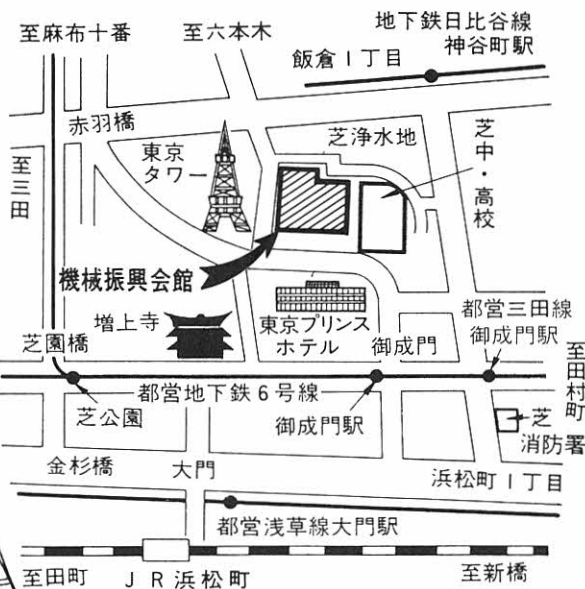 至麻布十番
至六本木
地下鉄日比谷線
神谷町駅
飯倉1丁目
赤羽橋
東京
タワー
芝浄水地
芝中・高校
至三田
機械振興会館
増上寺
東京プリンス
ホテル
御成門
都営三田線
御成門駅
至田村町
芝園橋
都営地下鉄6号線
芝公園
御成門駅
芝
消防署
金杉橋
大門
浜松町1丁目
都営浅草線大門駅
至田町
JR浜松町
至新橋